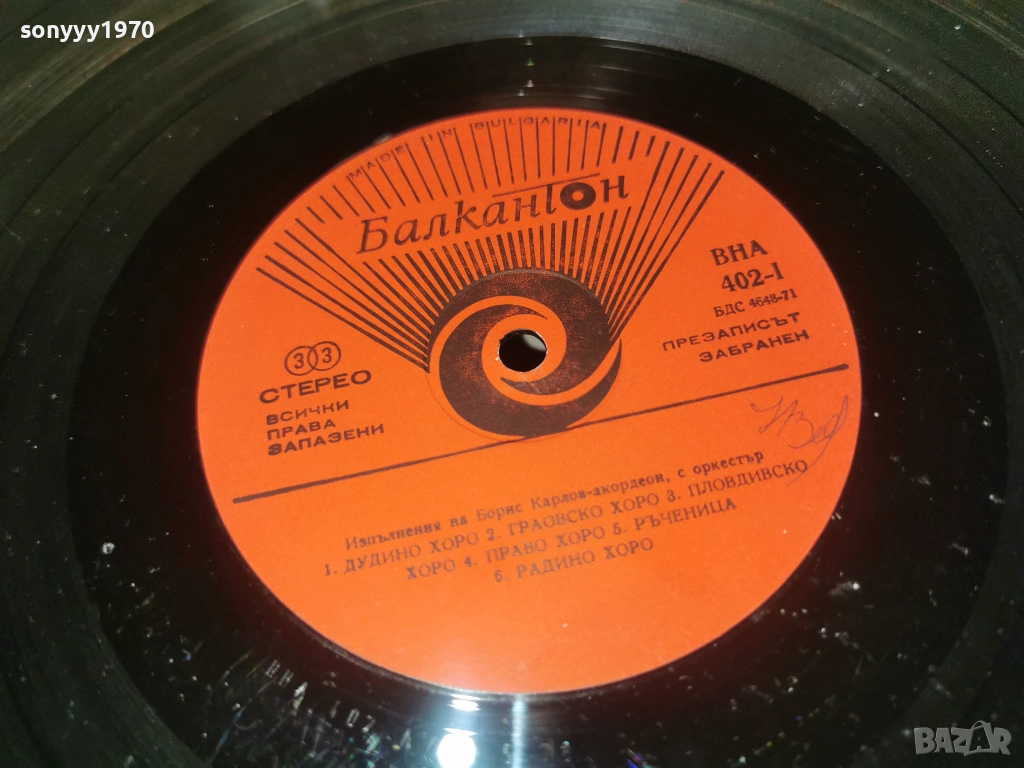 sonyyy1970
MADE IN BULGARIA
Балкантон
ВНА
402-I
БДС 4648-71
ПРЕЗАПИСЪТ
ЗАБРАНЕН
33
СТЕРЕО
ВСИЧКИ
ПРАВА
ЗАПАЗЕНИ
Изпълнения на Борис Карлов-акордеон, с оркестър
1. ДУДИНО ХОРО 2. ГРАОВСКО ХОРО 3. ПЛОВДИВСКО
ХОРО 4. ПРАВО ХОРО 5. РЪЧЕНИЦА
6. РАДИНО ХОРО
BAZAR